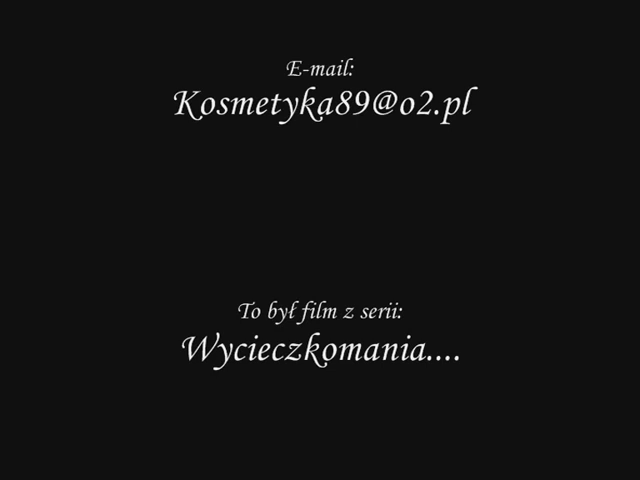 E-mail:
Kosmetyka89@o2.pl
To był film z serii:
Wycieczkomania....